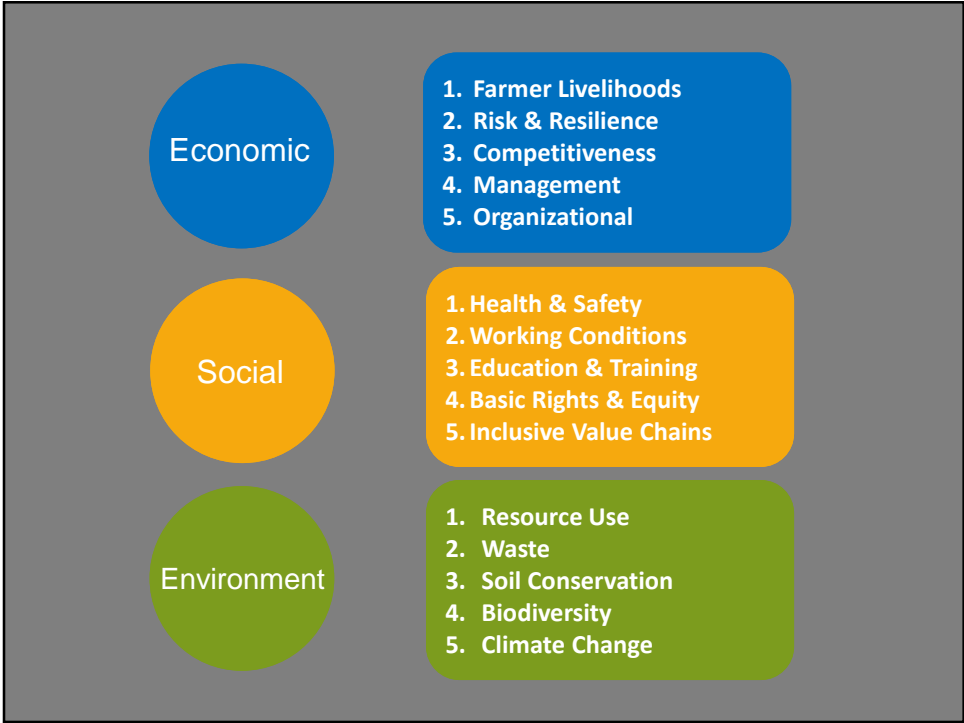 Economic
1. Farmer Livelihoods
2. Risk & Resilience
3. Competitiveness
4. Management
5. Organizational
Social
1. Health & Safety
2. Working Conditions
3. Education & Training
4. Basic Rights & Equity
5. Inclusive Value Chains
Environment
1. Resource Use
2. Waste
3. Soil Conservation
4. Biodiversity
5. Climate Change